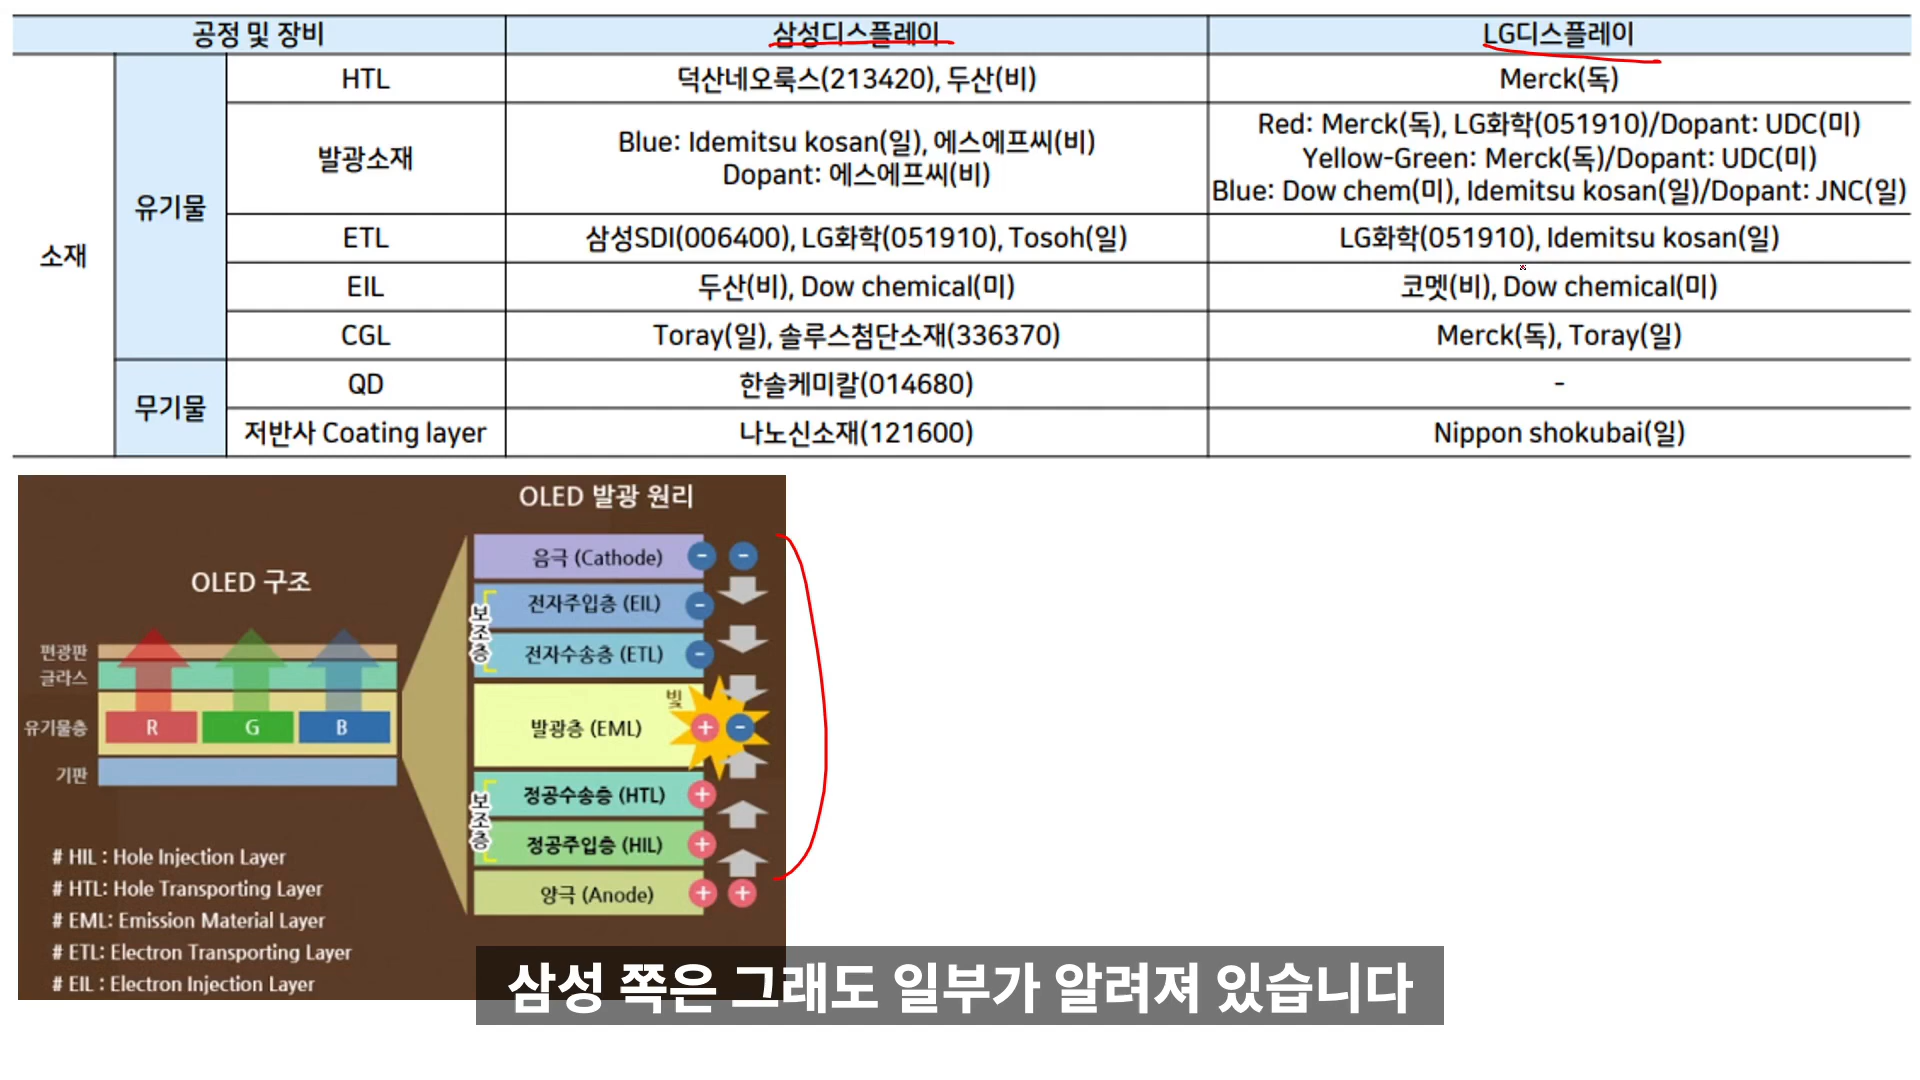 공정 및 장비 삼성디스플레이 LG디스플레이
소재
유기물
HTL 덕산네오룩스(213420), 두산(비) Merck(독)
발광소재
Blue: Idemitsu kosan(일), 에스에프씨(비)
Dopant: 에스에프씨(비)
Red: Merck(독), LG화학(051910)/Dopant: UDC(미)
Yellow-Green: Merck(독)/Dopant: UDC(미)
Blue: Dow chem(미), Idemitsu kosan(일)/Dopant: JNC(일)
ETL 삼성SDI(006400), LG화학(051910), Tosoh(일) LG화학(051910), Idemitsu kosan(일)
EIL 두산(비), Dow chemical(미) 코멧(비), Dow chemical(미)
CGL Toray(일), 솔루스첨단소재(336370) Merck(독), Toray(일)
무기물
QD 한솔케미칼(014680) -
저반사 Coating layer 나노신소재(121600) Nippon shokubai(일)
OLED 구조
편광판
글라스
유기물층
R G B
기판
# HIL : Hole Injection Layer
# HTL: Hole Transporting Layer
# EML: Emission Material Layer
# ETL: Electron Transporting Layer
# EIL : Electron Injection Layer
OLED 발광 원리
음극 (Cathode) - -
보조층
전자주입층 (EIL) -
전자수송층 (ETL) -
빛
발광층 (EML) + -
보조층
정공수송층 (HTL) +
정공주입층 (HIL) +
양극 (Anode) + +
삼성 쪽은 그래도 일부가 알려져 있습니다